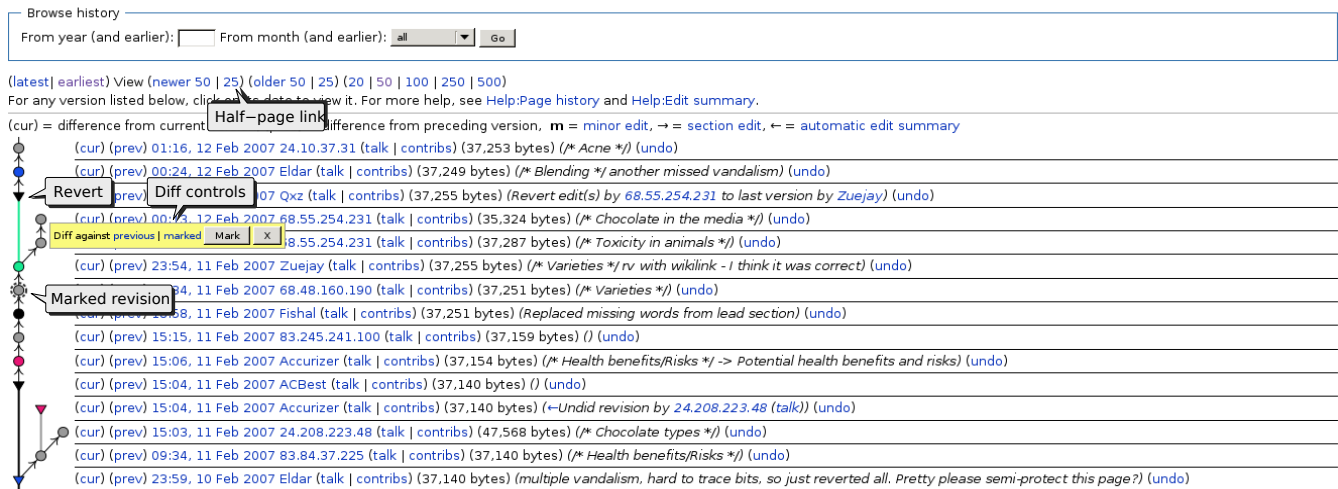 Browse history
From year (and earlier): From month (and earlier): all Go
(latest| earliest) View (newer 50 | 25) (older 50 | 25) (20 | 50 | 100 | 250 | 500)
For any version listed below, click on its date to view it. For more help, see Help:Page history and Help:Edit summary.
Half−page link
(cur) = difference from current difference from preceding version, m = minor edit, → = section edit, ← = automatic edit summary
(cur) (prev) 01:16, 12 Feb 2007 24.10.37.31 (talk | contribs) (37,253 bytes) (/* Acne */) (undo)
(cur) (prev) 00:24, 12 Feb 2007 Eldar (talk | contribs) (37,249 bytes) (/* Blending */ another missed vandalism) (undo)
Revert Diff controls
prev) 07 Qxz (talk | contribs) (37,255 bytes) (Revert edit(s) by 68.55.254.231 to last version by Zuejay) (undo)
(cur) (prev) 12 Feb 2007 68.55.254.231 (talk | contribs) (35,324 bytes) (/* Chocolate in the media */) (undo)
Diff against previous | marked Mark X
68.55.254.231 (talk | contribs) (37,287 bytes) (/* Toxicity in animals */) (undo)
(cur) (prev) 23:54, 11 Feb 2007 Zuejay (talk | contribs) (37,255 bytes) (/* Varieties */ rv with wikilink - I think it was correct) (undo)
Marked revision
34, 11 Feb 2007 68.48.160.190 (talk | contribs) (37,251 bytes) (/* Varieties */) (undo)
(cur) (prev) 11 Feb 2007 Fishal (talk | contribs) (37,251 bytes) (Replaced missing words from lead section) (undo)
(cur) (prev) 15:15, 11 Feb 2007 83.245.241.100 (talk | contribs) (37,159 bytes) () (undo)
(cur) (prev) 15:06, 11 Feb 2007 Accurizer (talk | contribs) (37,154 bytes) (/* Health benefits/Risks */ -> Potential health benefits and risks) (undo)
(cur) (prev) 15:04, 11 Feb 2007 ACBest (talk | contribs) (37,140 bytes) () (undo)
(cur) (prev) 15:04, 11 Feb 2007 Accurizer (talk | contribs) (37,140 bytes) (←Undid revision by 24.208.223.48 (talk)) (undo)
(cur) (prev) 15:03, 11 Feb 2007 24.208.223.48 (talk | contribs) (47,568 bytes) (/* Chocolate types */) (undo)
(cur) (prev) 09:34, 11 Feb 2007 83.84.37.225 (talk | contribs) (37,140 bytes) (/* Health benefits/Risks */) (undo)
(cur) (prev) 23:59, 10 Feb 2007 Eldar (talk | contribs) (37,140 bytes) (multiple vandalism, hard to trace bits, so just reverted all. Pretty please semi-protect this page?) (undo)